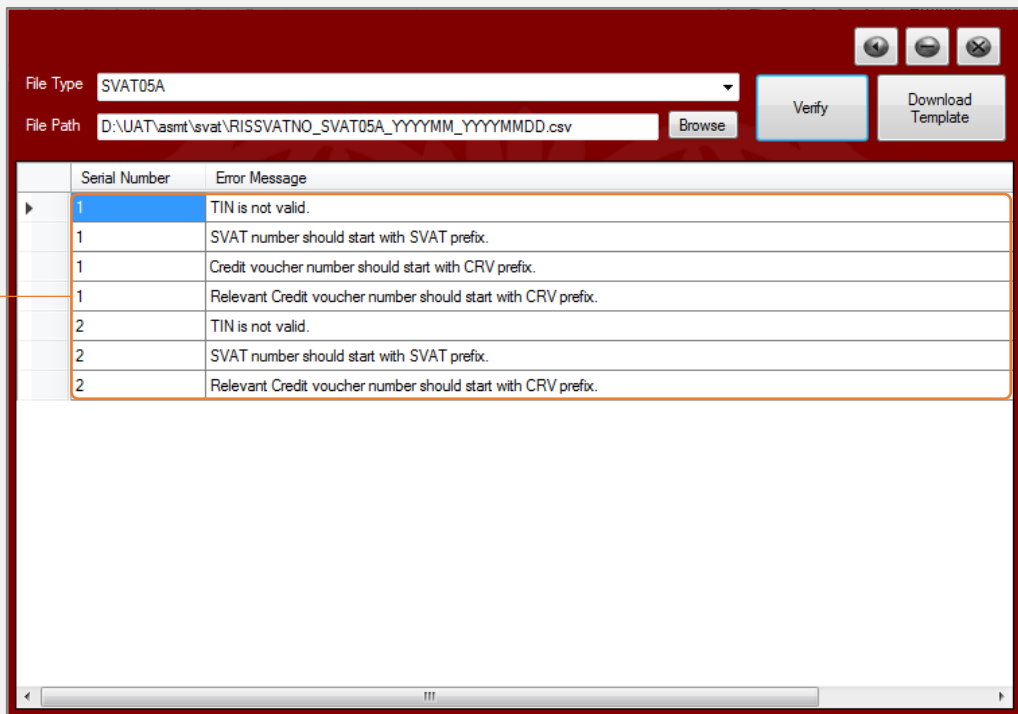 File Type SVAT05A
Verify
Download Template
File Path D:\UAT\asmt\svat\RISSVATNO_SVAT05A_YYYYMM_YYYYMMDD.csv Browse
Serial Number Error Message
1 TIN is not valid.
1 SVAT number should start with SVAT prefix.
1 Credit voucher number should start with CRV prefix.
1 Relevant Credit voucher number should start with CRV prefix.
2 TIN is not valid.
2 SVAT number should start with SVAT prefix.
2 Relevant Credit voucher number should start with CRV prefix.